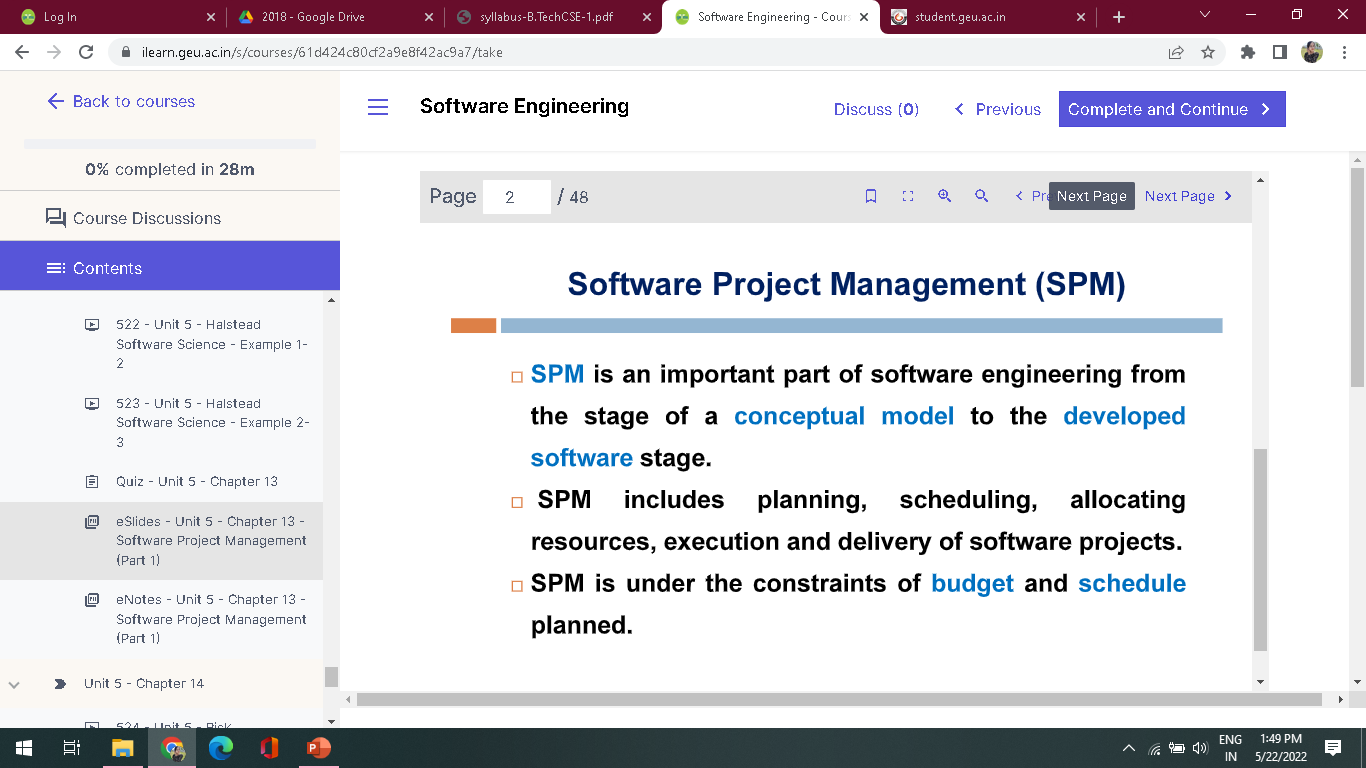 Log In
2018 - Google Drive
syllabus-B.TechCSE-1.pdf
Software Engineering - Cour
student.geu.ac.in
ilearn.geu.ac.in/s/courses/61d424c80cf2a9e8f42ac9a7/take
Back to courses
0% completed in 28m
Course Discussions
Contents
522 - Unit 5 - Halstead
Software Science - Example 1-
2
523 - Unit 5 - Halstead
Software Science - Example 2-
3
Quiz - Unit 5 - Chapter 13
eSlides - Unit 5 - Chapter 13 -
Software Project Management
(Part 1)
eNotes - Unit 5 - Chapter 13 -
Software Project Management
(Part 1)
Unit 5 - Chapter 14
524 - Unit 5 - Risk
Software Engineering
Discuss (0)
Previous
Complete and Continue
Page 2 / 48
Pre
Next Page
Next Page
Software Project Management (SPM)
SPM is an important part of software engineering from
the stage of a conceptual model to the developed
software stage.
SPM includes planning, scheduling, allocating
resources, execution and delivery of software projects.
SPM is under the constraints of budget and schedule
planned.
ENG
IN
1:49 PM
5/22/2022